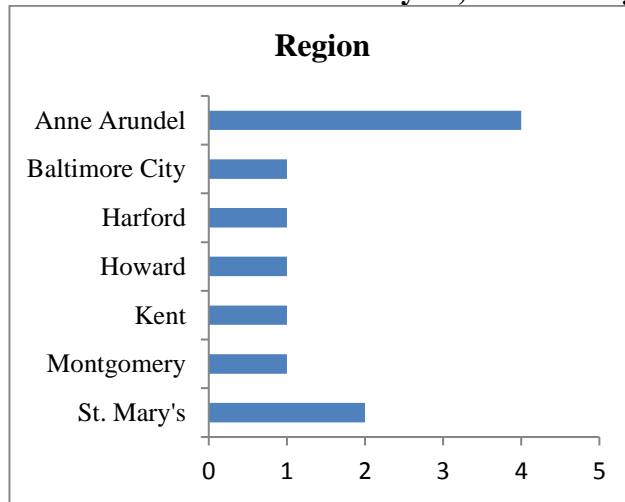 Region
Anne Arundel
Baltimore City
Harford
Howard
Kent
Montgomery
St. Mary's
0 1 2 3 4 5